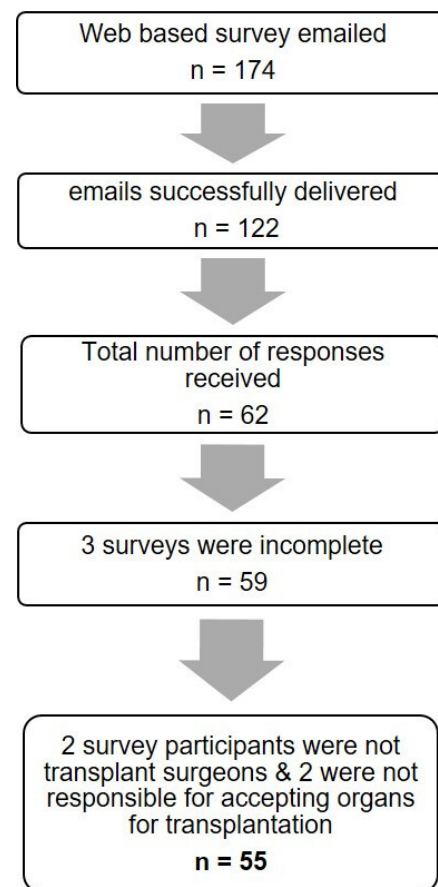 Web based survey emailed
n = 174
emails successfully delivered
n = 122
Total number of responses
received
n = 62
3 surveys were incomplete
n = 59
2 survey participants were not
transplant surgeons & 2 were not
responsible for accepting organs
for transplantation
n = 55